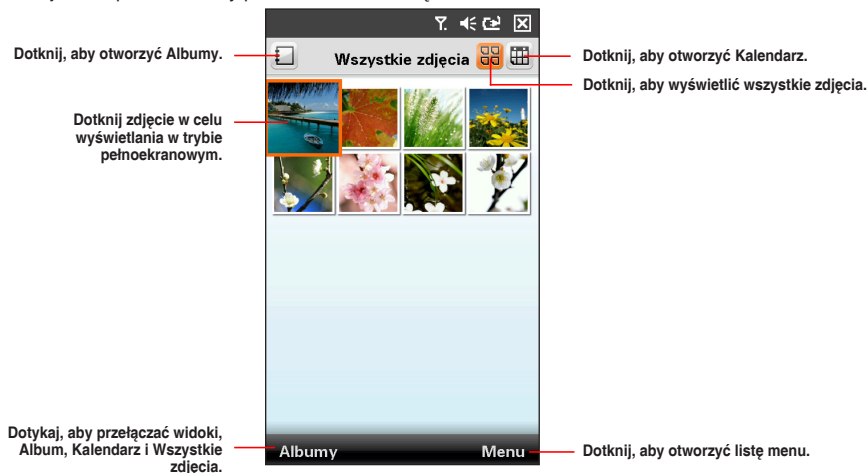 Wszystkie zdjęcia
Dotknij, aby otworzyć Albumy.
Dotknij, aby otworzyć Kalendarz.
Dotknij, aby wyświetlić wszystkie zdjęcia.
Dotknij zdjęcie w celu
wyświetlania w trybie
pełnoekranowym.
Dotykaj, aby przełączać widoki,
Album, Kalendarz i Wszystkie
zdjęcia.
Albumy
Menu
Dotknij, aby otworzyć listę menu.